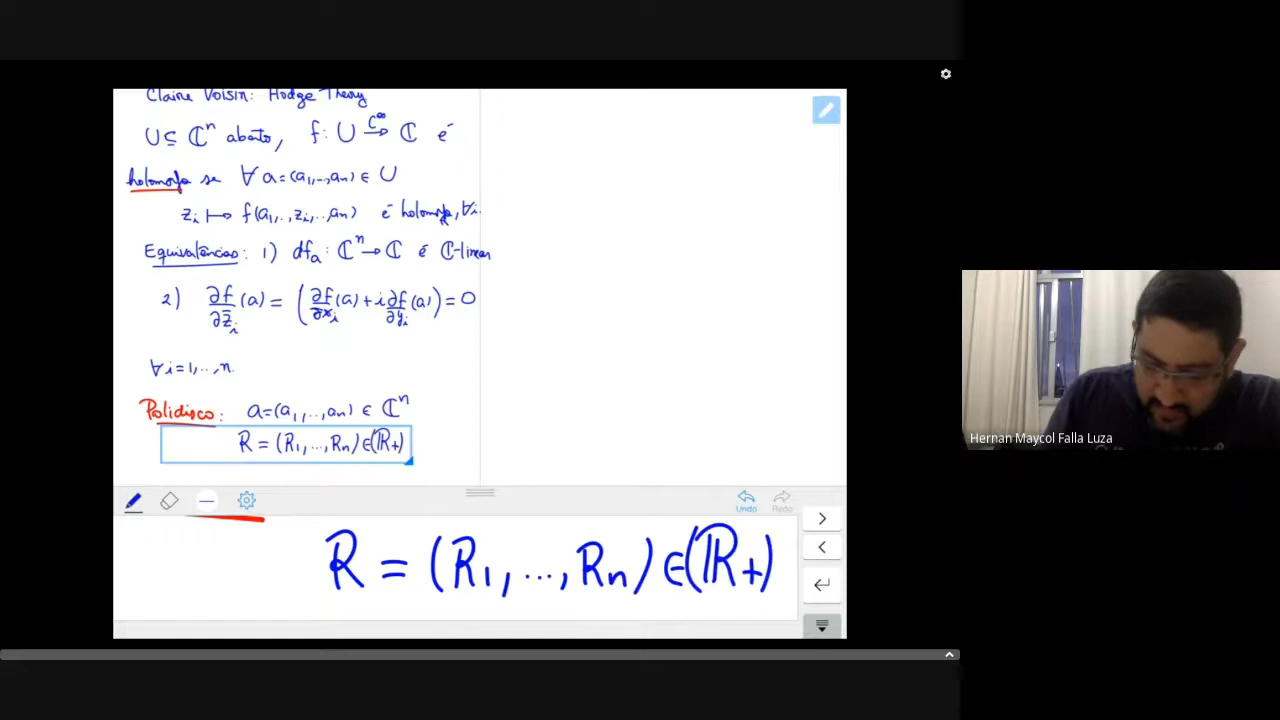 Claire Voisin: Hodge Theory
U ⊆ ℂⁿ aberto, f: U →^{C^∞} ℂ é
holomorfa se ∀ a=(a₁,..,aₙ) ∈ U
zᵢ ↦ f(a₁,..,zᵢ,..,aₙ) é holomorfa, ∀i.
Equivalências: 1) dfₐ: ℂⁿ → ℂ é ℂ-linear
2) ∂f/∂z̄ᵢ (a) = (∂f/∂xᵢ (a) + i ∂f/∂yᵢ (a)) = 0
∀ i=1,..,n.
Polidisco: a=(a₁,..,aₙ) ∈ ℂⁿ
R = (R₁,...,Rₙ) ∈ (ℝ+)
Undo
Redo
R = (R₁,...,Rₙ) ∈ (ℝ+)
Hernan Maycol Falla Luza